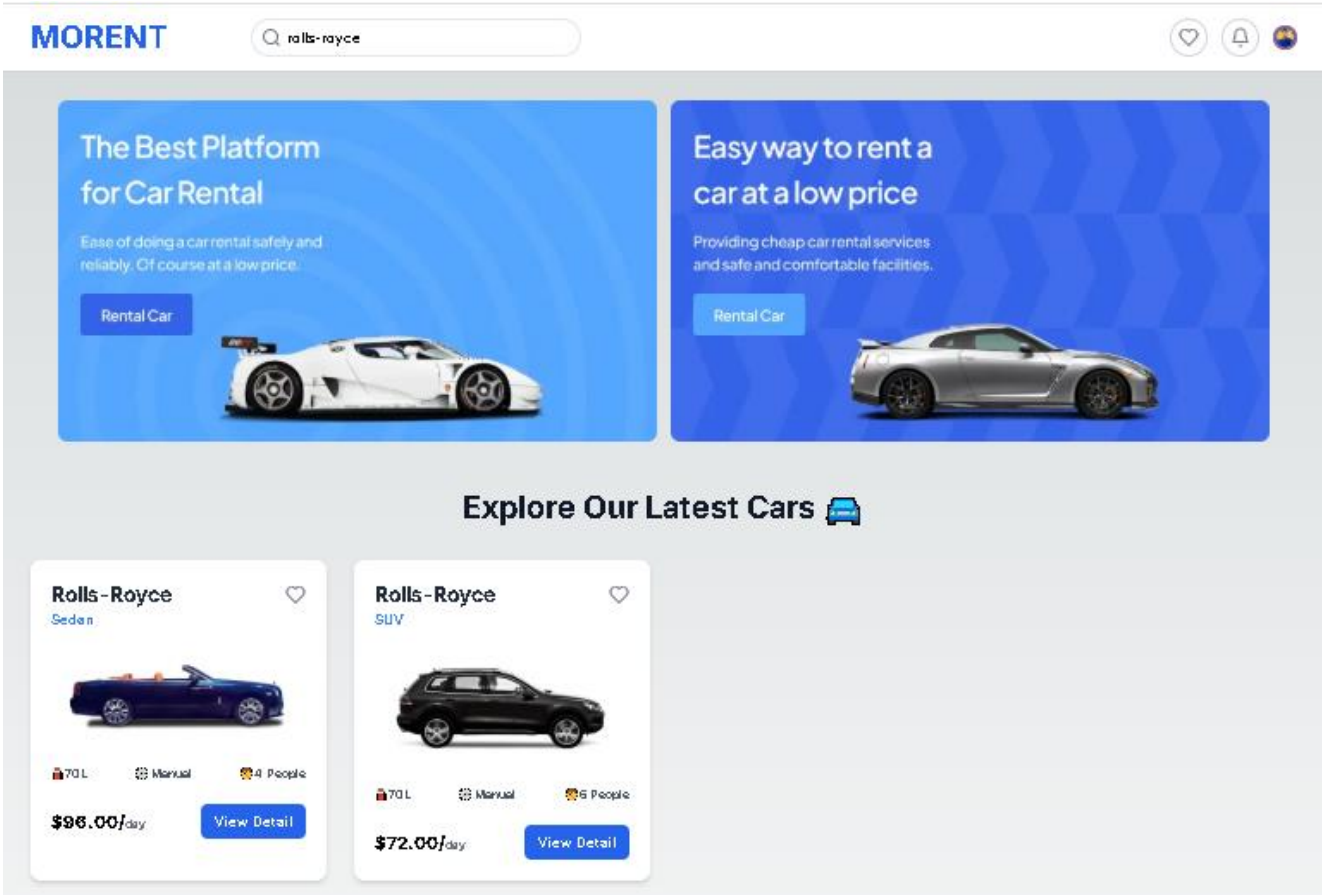 MORENT
rolls-royce
The Best Platform
for Car Rental
Ease of doing a car rental safely and
reliably. Of course at a low price.
Rental Car
Easy way to rent a
car at a low price
Providing cheap car rental services
and safe and comfortable facilities.
Rental Car
Explore Our Latest Cars
Rolls-Royce
Sedan
70L
Manual
4 People
$96.00/day
View Detail
Rolls-Royce
SUV
70L
Manual
6 People
$72.00/day
View Detail